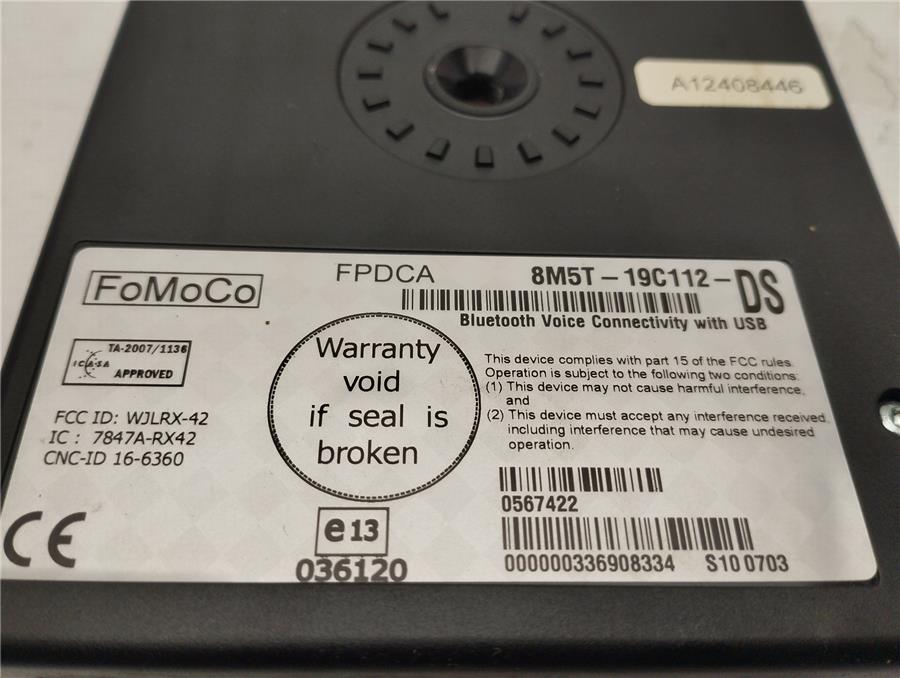 A12408446
FoMoCo
FPDCA
8M5T-19C112-DS
Bluetooth Voice Connectivity with USB
TA-2007/1136
ICASA
APPROVED
FCC ID: WJLRX-42
IC : 7847A-RX42
CNC-ID 16-6360
CE
Warranty
void
if seal is
broken
e13
036120
This device complies with part 15 of the FCC rules.
Operation is subject to the following two conditions:
(1) This device may not cause harmful interference,
and
(2) This device must accept any interference received,
including interference that may cause undesired
operation.
0567422
000000336908334 S10 0703